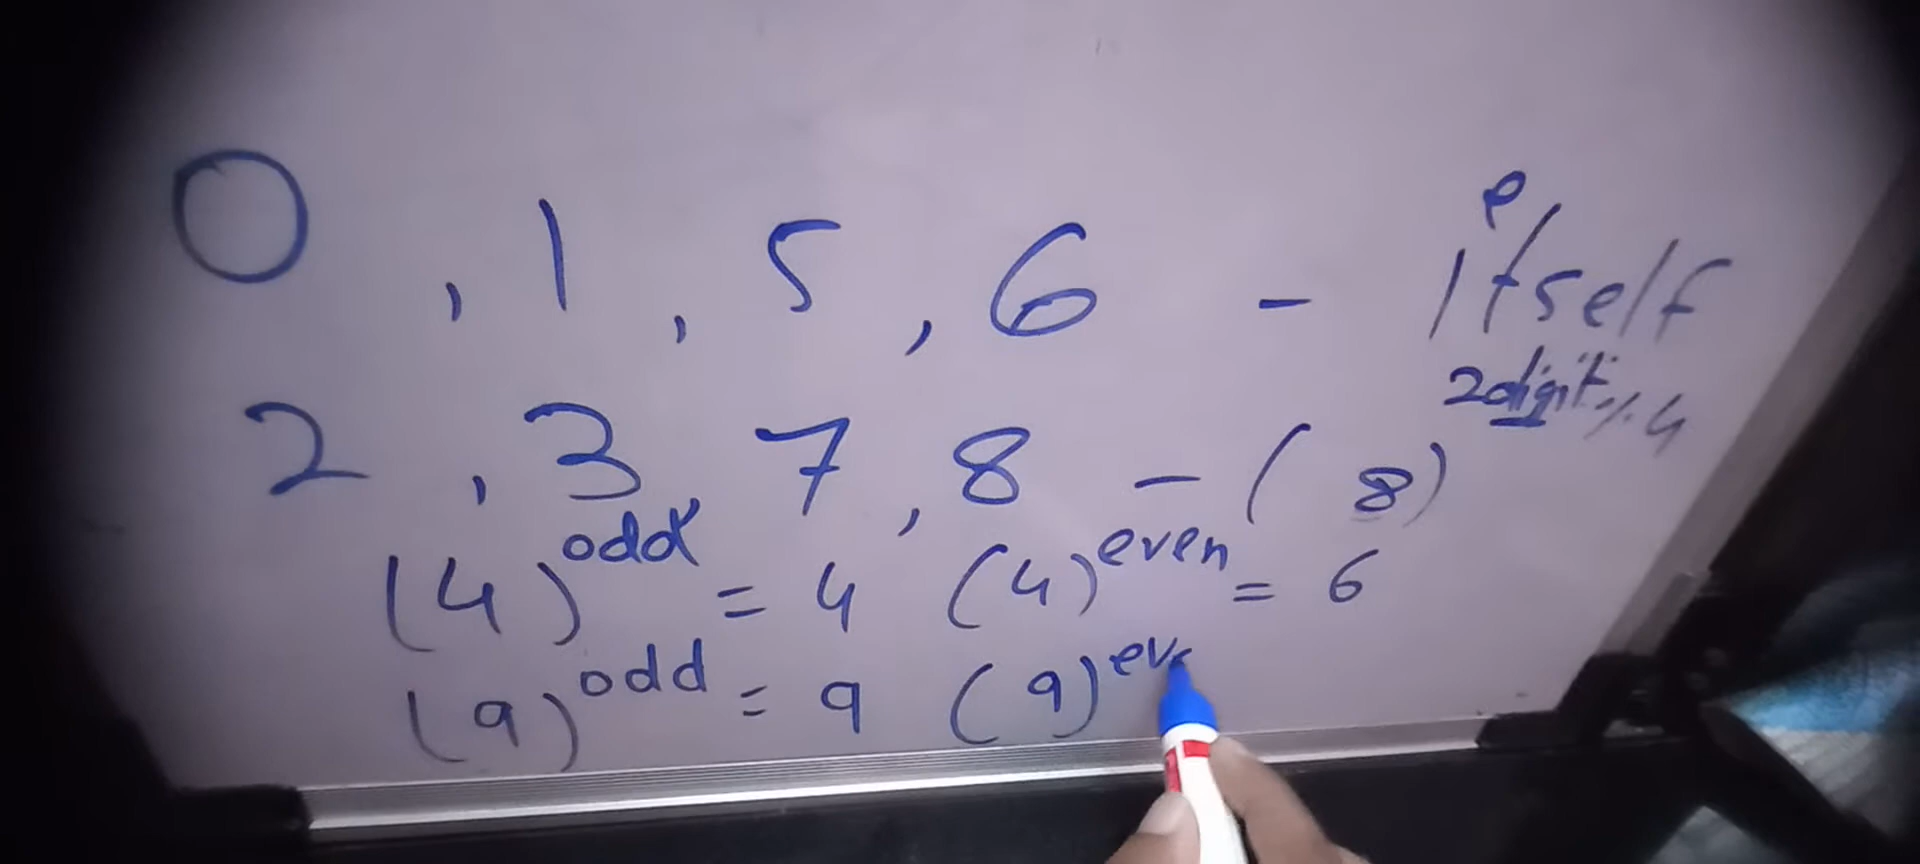 0 , 1 , 5 , 6 - Itself
2 , 3 7 , 8 - ( 8 ) 2digit % 4
(4) odd = 4 (4) even = 6
(9) odd = 9 (9) eve